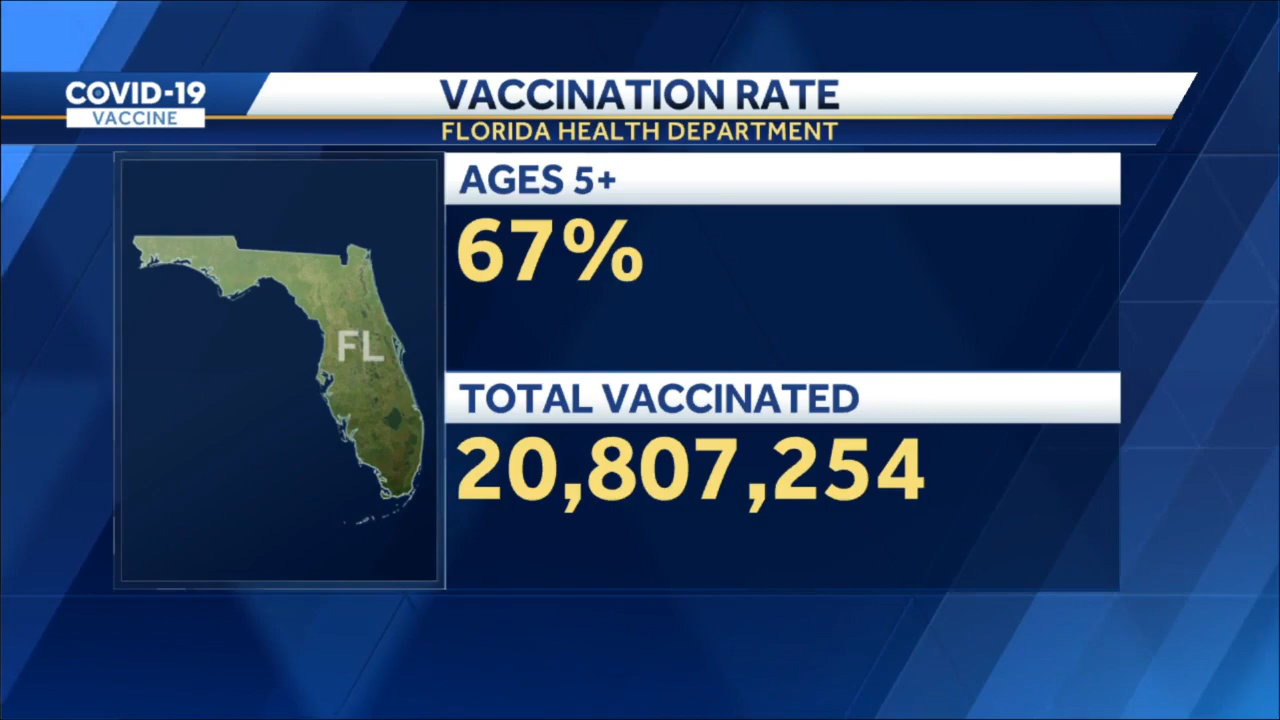 COVID-19
VACCINE
VACCINATION RATE
FLORIDA HEALTH DEPARTMENT
AGES 5+
67%
FL
TOTAL VACCINATED
20,807,254